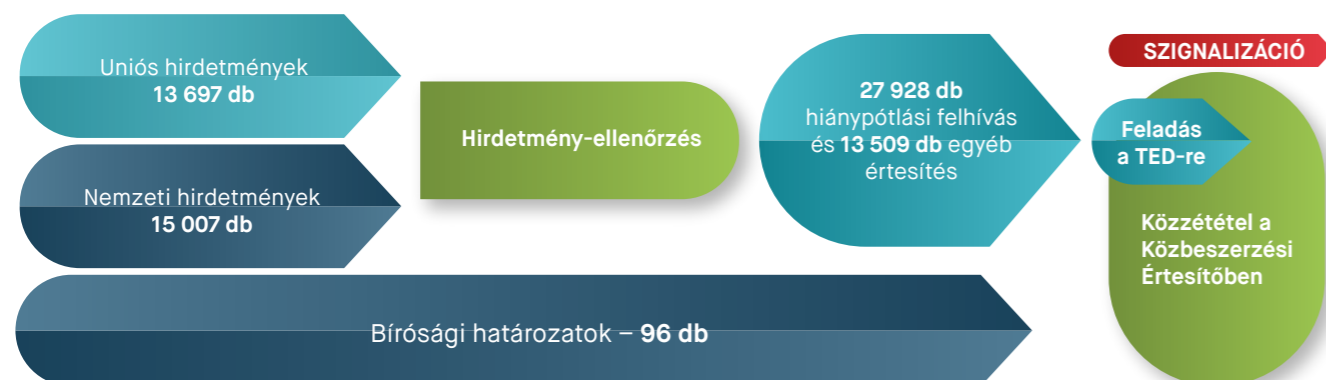 Uniós hirdetmények
13 697 db
Nemzeti hirdetmények
15 007 db
Hirdetmény-ellenőrzés
27 928 db
hiánypótlási felhívás
és 13 509 db egyéb
értesítés
SZIGNALIZÁCIÓ
Feladás
a TED-re
Közzététel a
Közbeszerzési
Értesítőben
Bírósági határozatok – 96 db